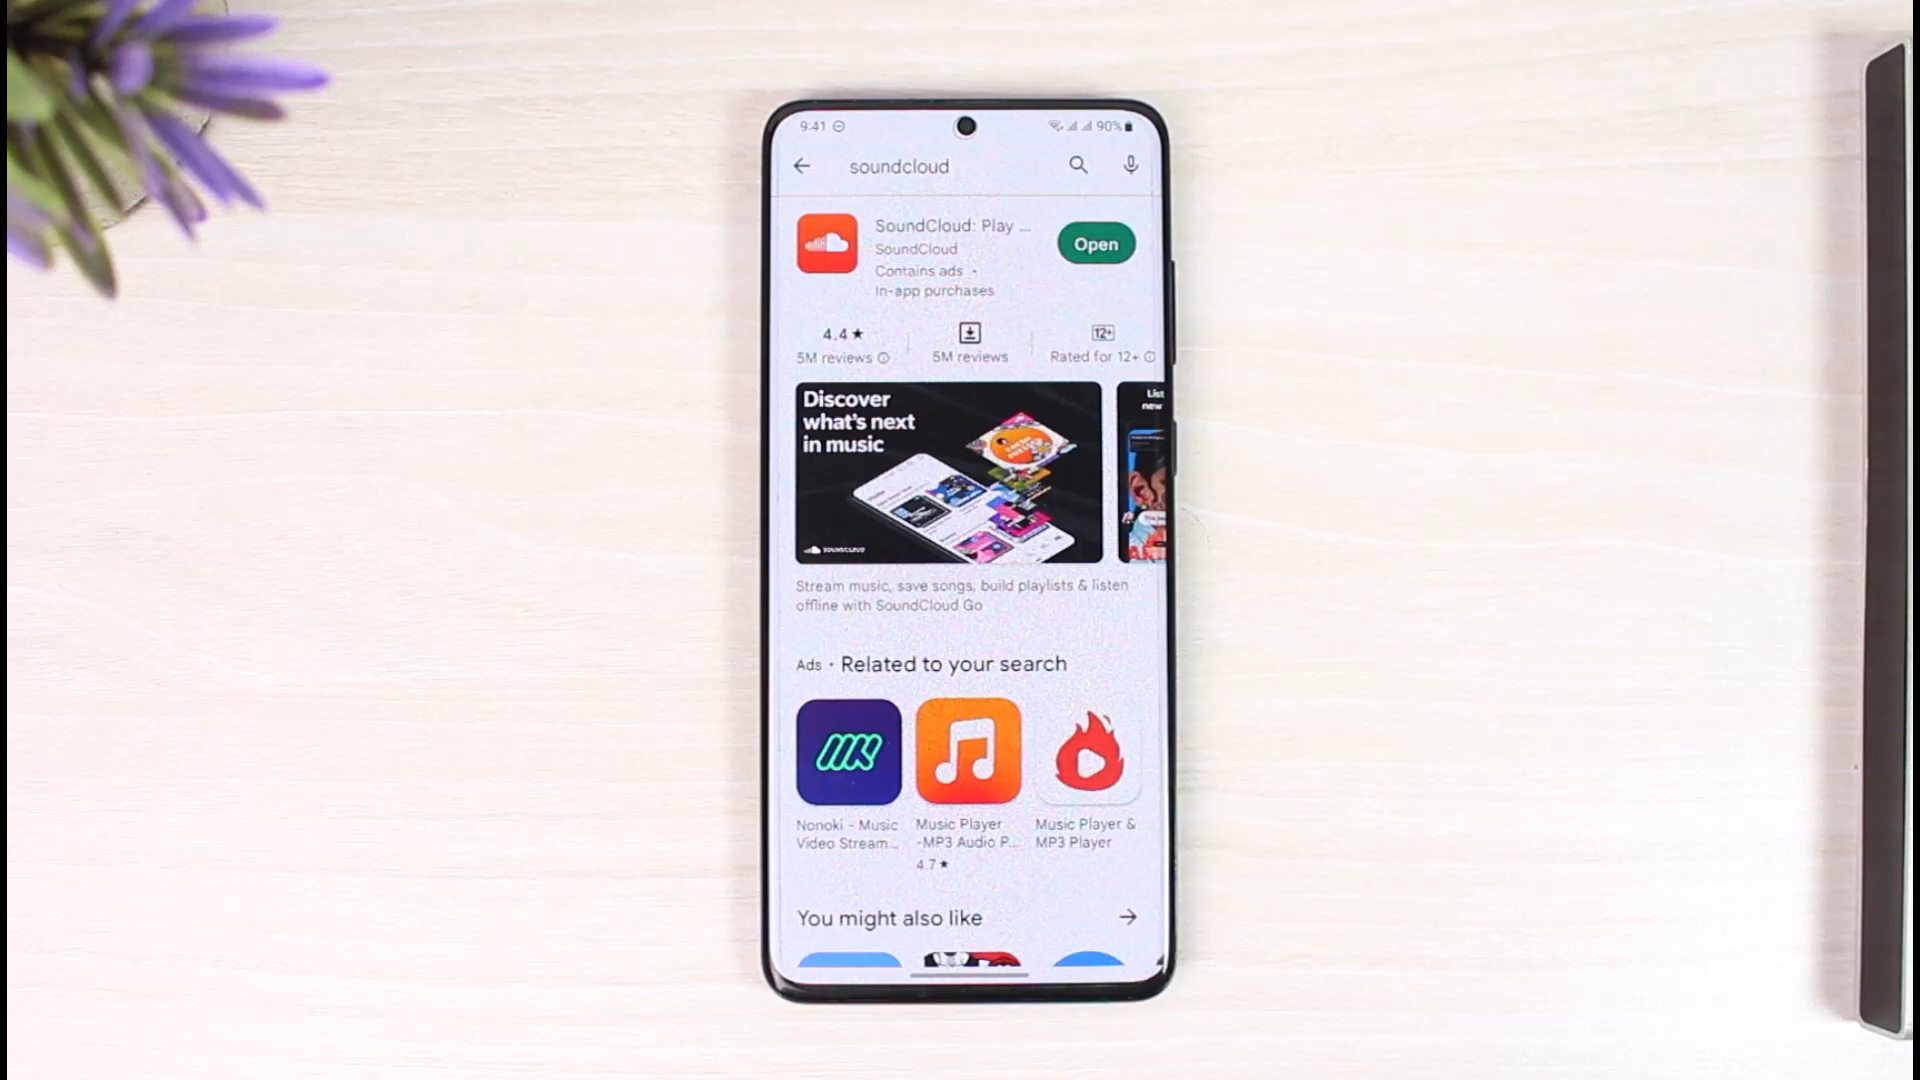 9:41
90%
soundcloud
SoundCloud: Play ...
SoundCloud
Contains ads •
In-app purchases
Open
4.4★
5M reviews
5M reviews
12+
Rated for 12+
Discover
what's next
in music
SOUNDCLOUD
List
new
Stream music, save songs, build playlists & listen
offline with SoundCloud Go
Ads • Related to your search
Nonoki - Music
Video Stream...
Music Player
-MP3 Audio P...
4.7★
Music Player &
MP3 Player
You might also like